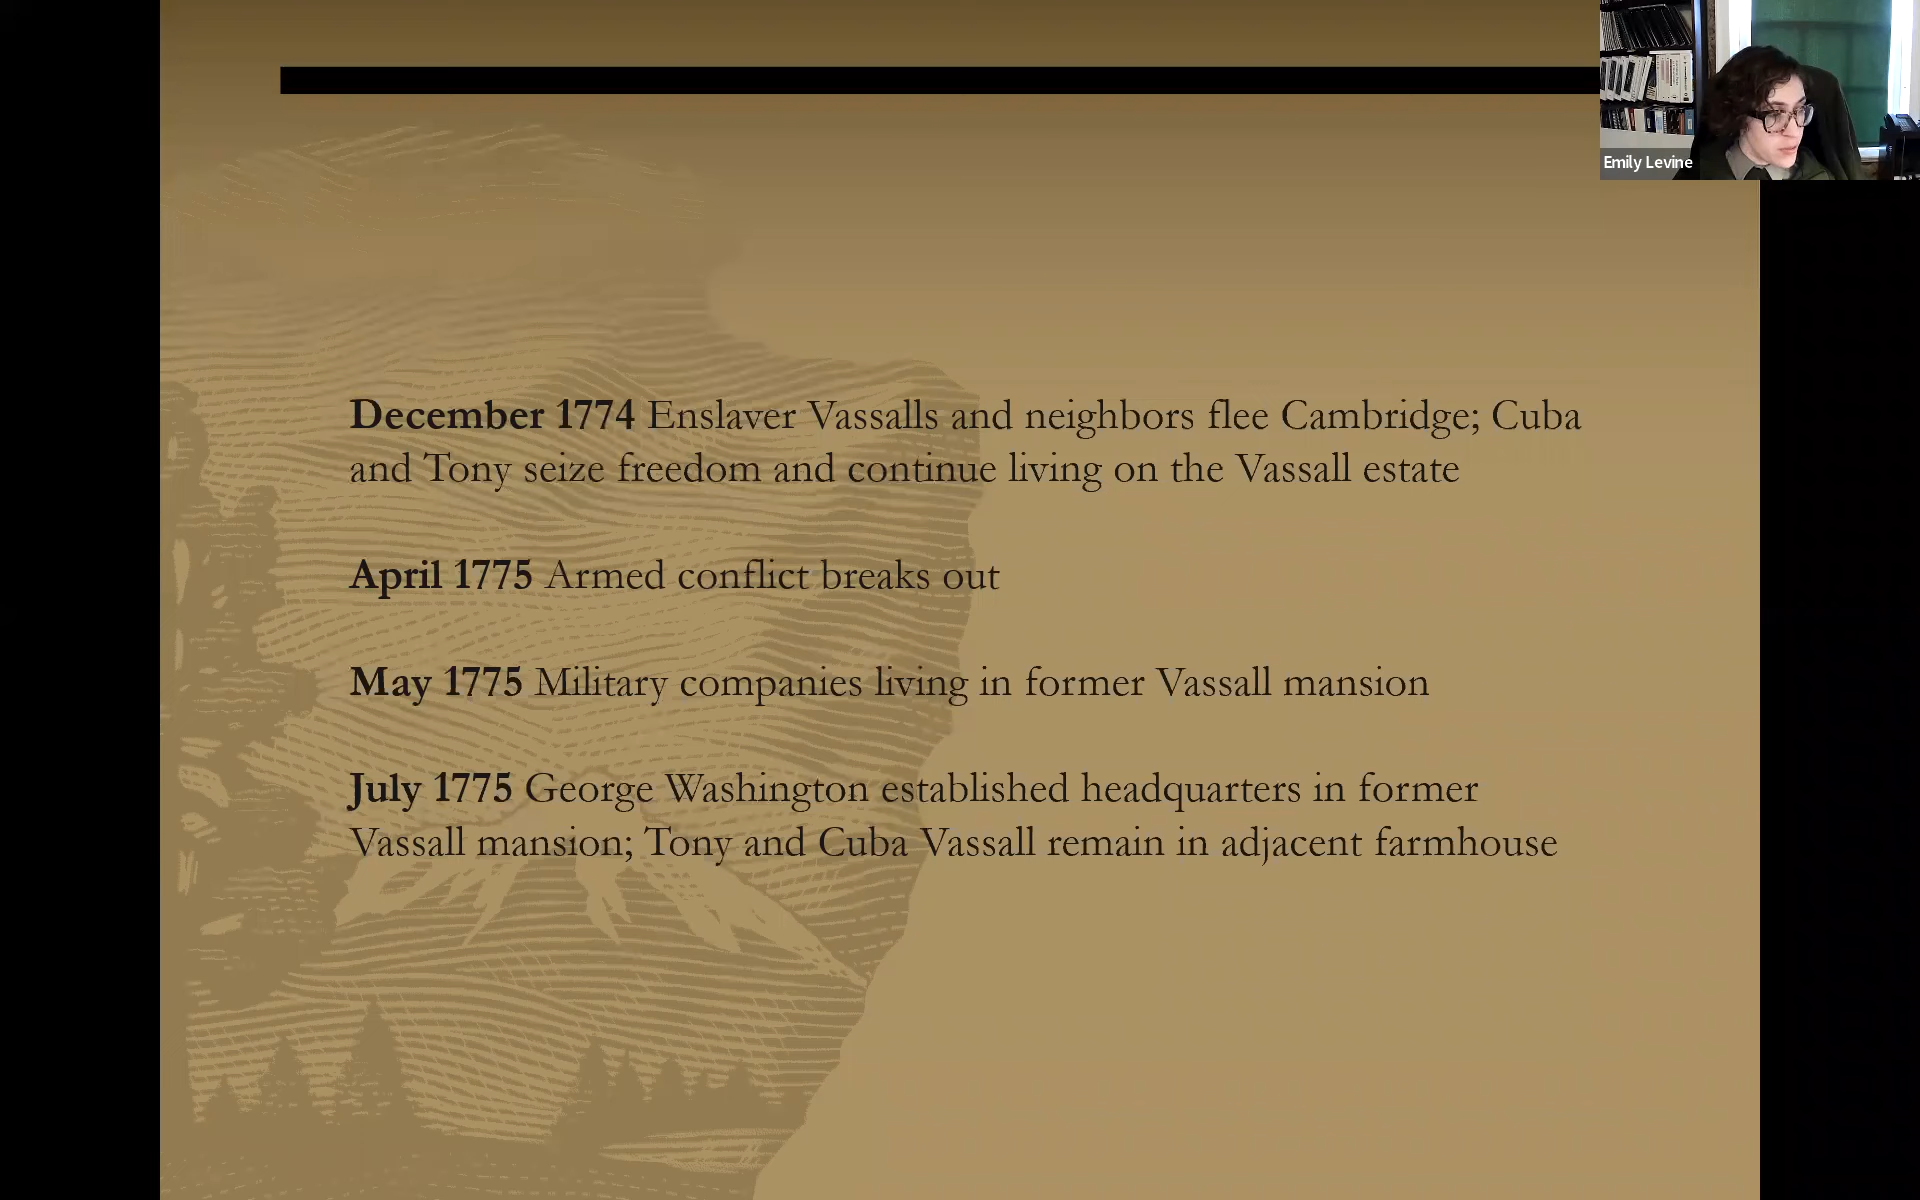 Emily Levine
December 1774 Enslaver Vassalls and neighbors flee Cambridge; Cuba
and Tony seize freedom and continue living on the Vassall estate
April 1775 Armed conflict breaks out
May 1775 Military companies living in former Vassall mansion
July 1775 George Washington established headquarters in former
Vassall mansion; Tony and Cuba Vassall remain in adjacent farmhouse